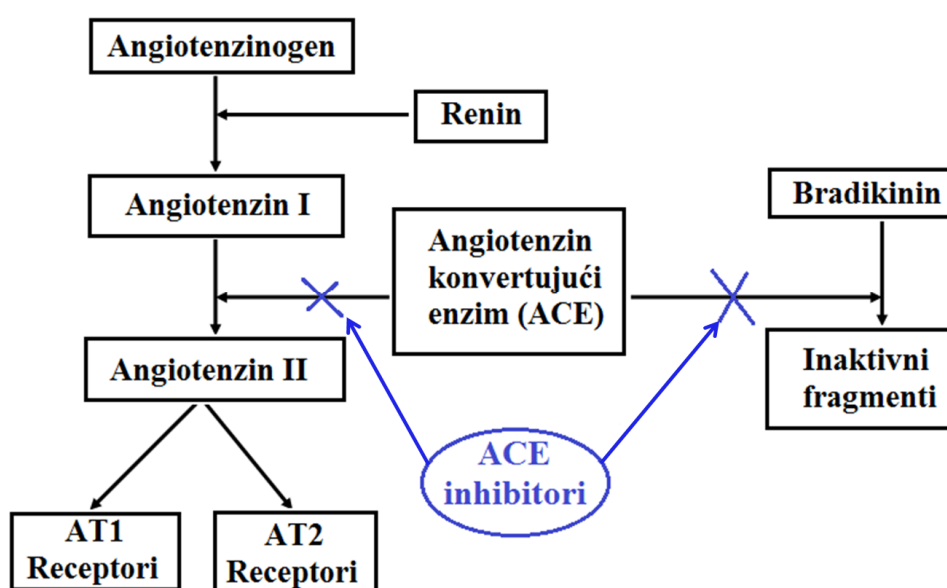 Angiotenzinogen
Renin
Angiotenzin I
Bradikinin
Angiotenzin
konvertujući
enzim (ACE)
Angiotenzin II
Inaktivni
fragmenti
ACE
inhibitori
AT1
Receptori
AT2
Receptori